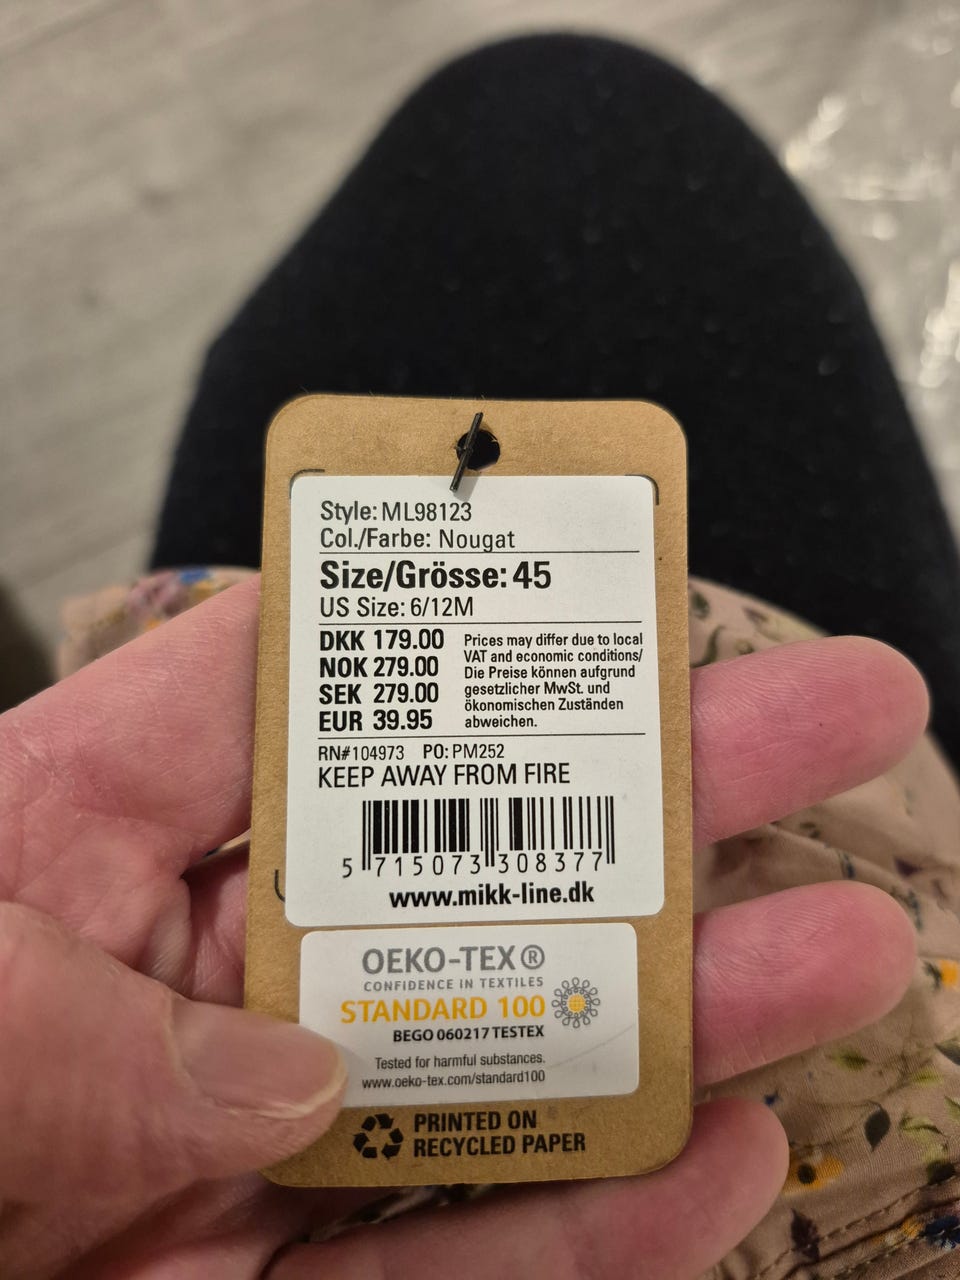 Style: ML98123
Col./Farbe: Nougat
Size/Grösse: 45
US Size: 6/12M
DKK 179.00
NOK 279.00
SEK 279.00
EUR 39.95
Prices may differ due to local
VAT and economic conditions/
Die Preise können aufgrund
gesetzlicher MwSt. und
ökonomischen Zuständen
abweichen.
RN#104973 PO: PM252
KEEP AWAY FROM FIRE
5 715073 308377
www.mikk-line.dk
OEKO-TEX®
CONFIDENCE IN TEXTILES
STANDARD 100
BEGO 060217 TESTEX
Tested for harmful substances.
www.oeko-tex.com/standard100
PRINTED ON
RECYCLED PAPER